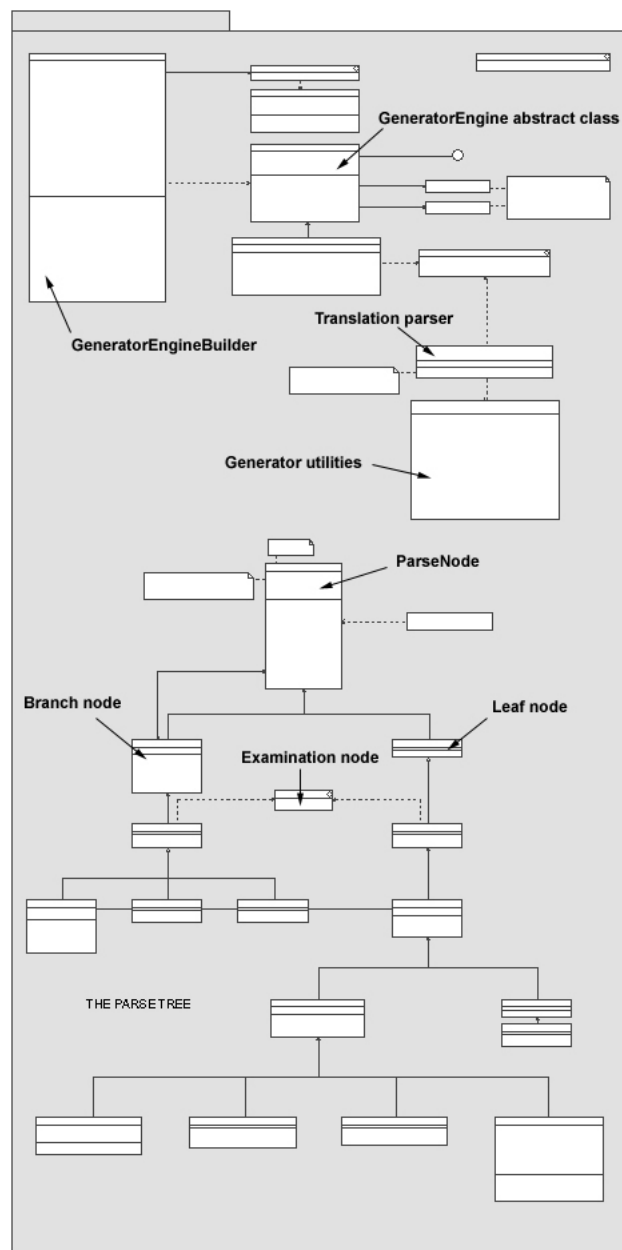 GeneratorEngine abstract class
Translation parser
GeneratorEngineBuilder
Generator utilities
ParseNode
Branch node
Leaf node
Examination node
THE PARSETREE